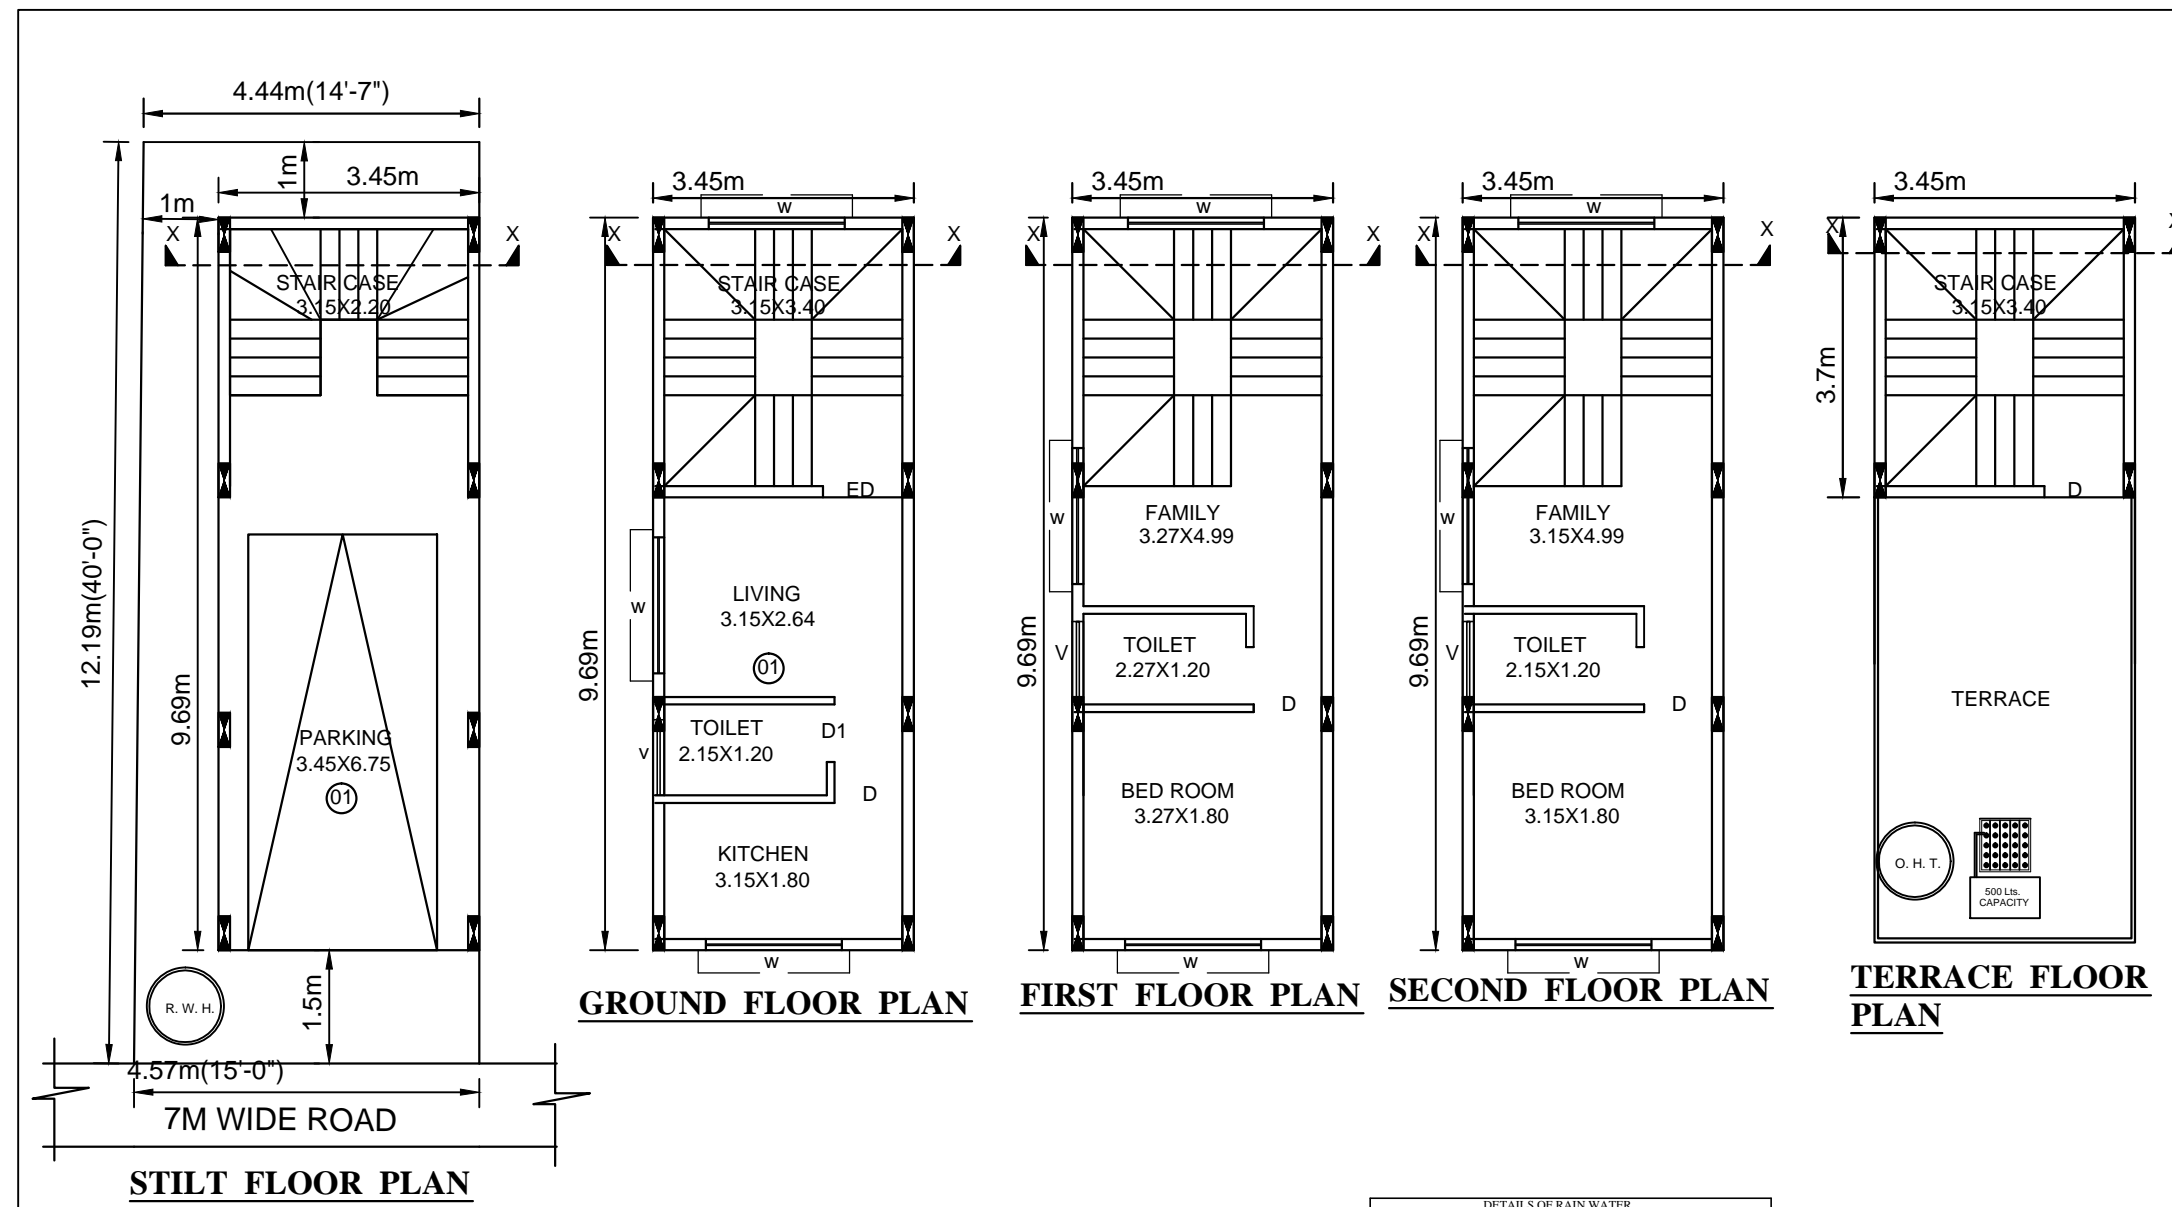 4.44m(14'-7")
1m
3.45m
1m
X
X
STAIR CASE
3.15X2.20
12.19m(40'-0")
9.69m
PARKING
3.45X6.75
01
R. W. H.
1.5m
4.57m(15'-0")
7M WIDE ROAD
STILT FLOOR PLAN
3.45m
w
X
X
STAIR CASE
3.15X3.40
ED
w
LIVING
3.15X2.64
01
9.69m
TOILET
2.15X1.20
D1
v
D
KITCHEN
3.15X1.80
w
GROUND FLOOR PLAN
3.45m
w
X
X
w
FAMILY
3.27X4.99
9.69m
V
TOILET
2.27X1.20
D
BED ROOM
3.27X1.80
w
FIRST FLOOR PLAN
3.45m
w
X
X
w
FAMILY
3.15X4.99
9.69m
V
TOILET
2.15X1.20
D
BED ROOM
3.15X1.80
w
SECOND FLOOR PLAN
3.45m
X
X
STAIR CASE
3.15X3.40
3.7m
D
TERRACE
O. H. T.
500 Lts.
CAPACITY
TERRACE FLOOR
PLAN
DETAILS OF RAIN WATER